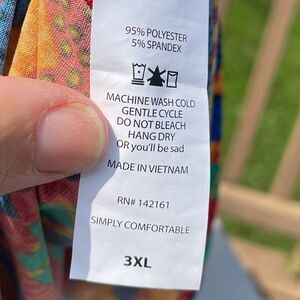 95% POLYESTER
5% SPANDEX
MACHINE WASH COLD
GENTLE CYCLE
DO NOT BLEACH
HANG DRY
OR you'll be sad
MADE IN VIETNAM
RN# 142161
SIMPLY COMFORTABLE
3XL